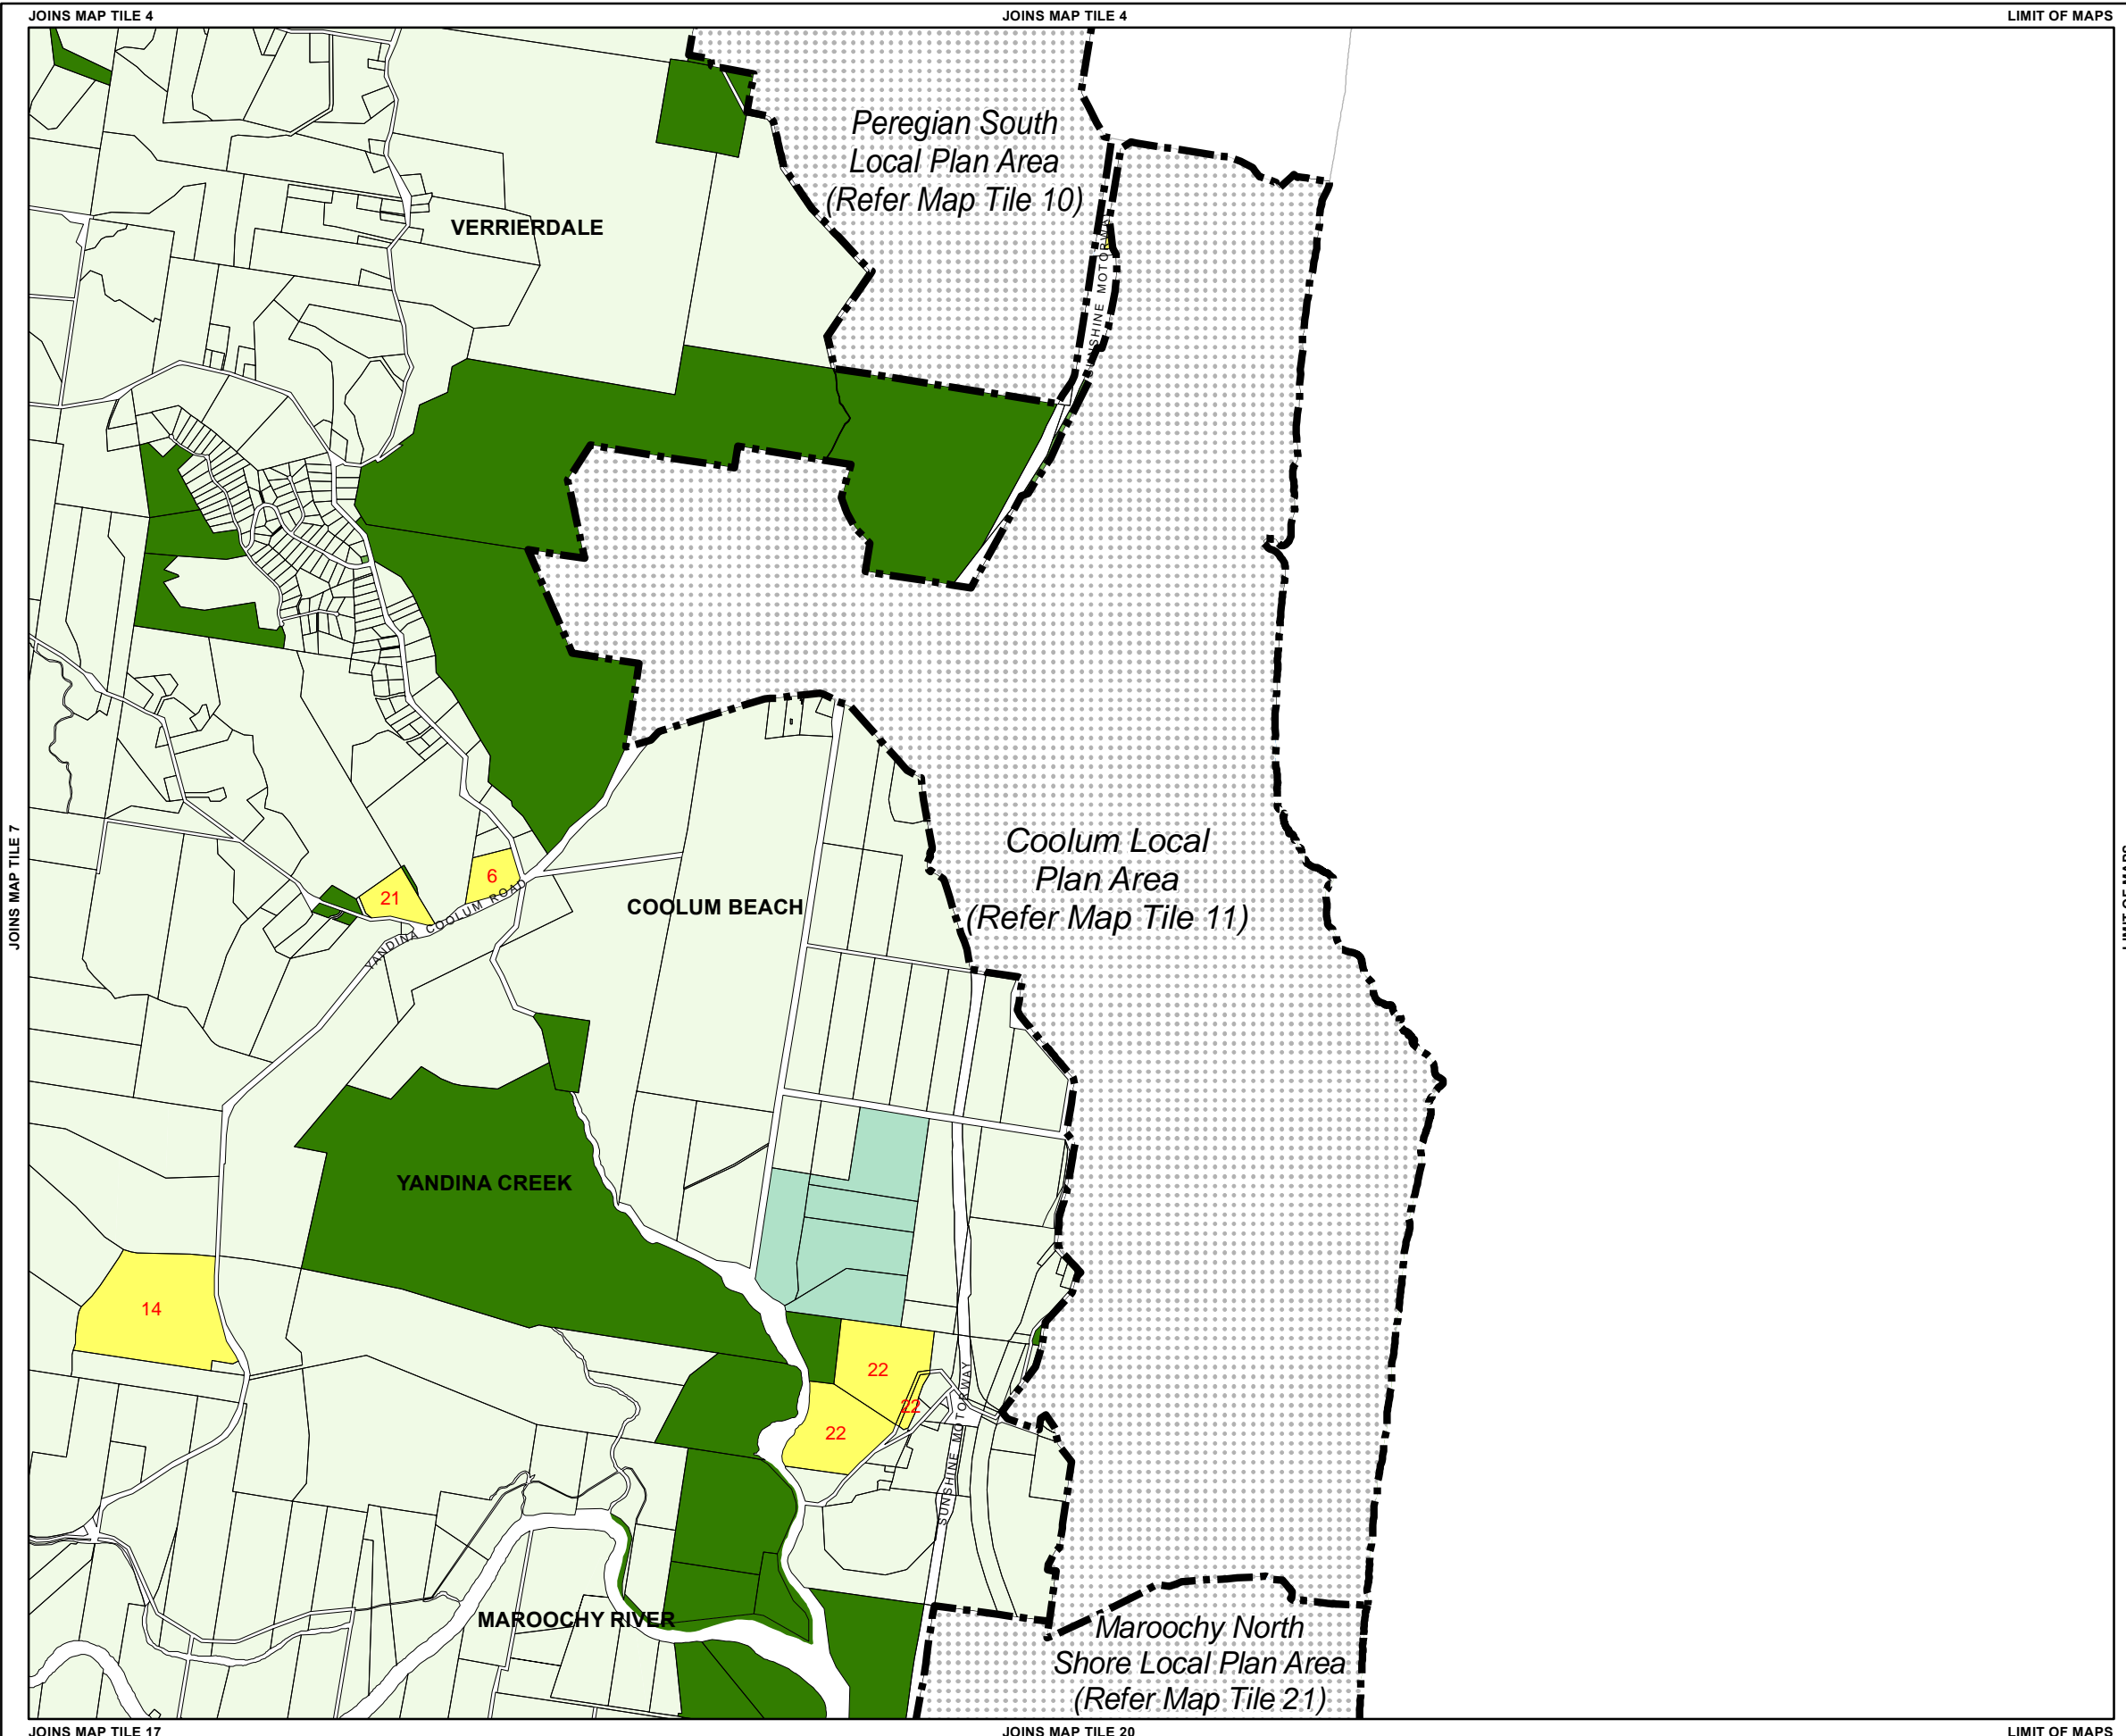 JOINS MAP TILE 4
JOINS MAP TILE 4
LIMIT OF MAPS
Peregian South
Local Plan Area
(Refer Map Tile 10)
VERRIERDALE
SUNSHINE MOTORWAY
JOINS MAP TILE 7
LIMIT OF MAPS
Coolum Local
Plan Area
(Refer Map Tile 11)
6
21
COOLUM BEACH
YANDINA COOLUM ROAD
YANDINA CREEK
14
22
22
22
SUNSHINE MOTORWAY
MAROOCHY RIVER
Maroochy North
Shore Local Plan Area
(Refer Map Tile 21)
JOINS MAP TILE 17
JOINS MAP TILE 20
LIMIT OF MAPS